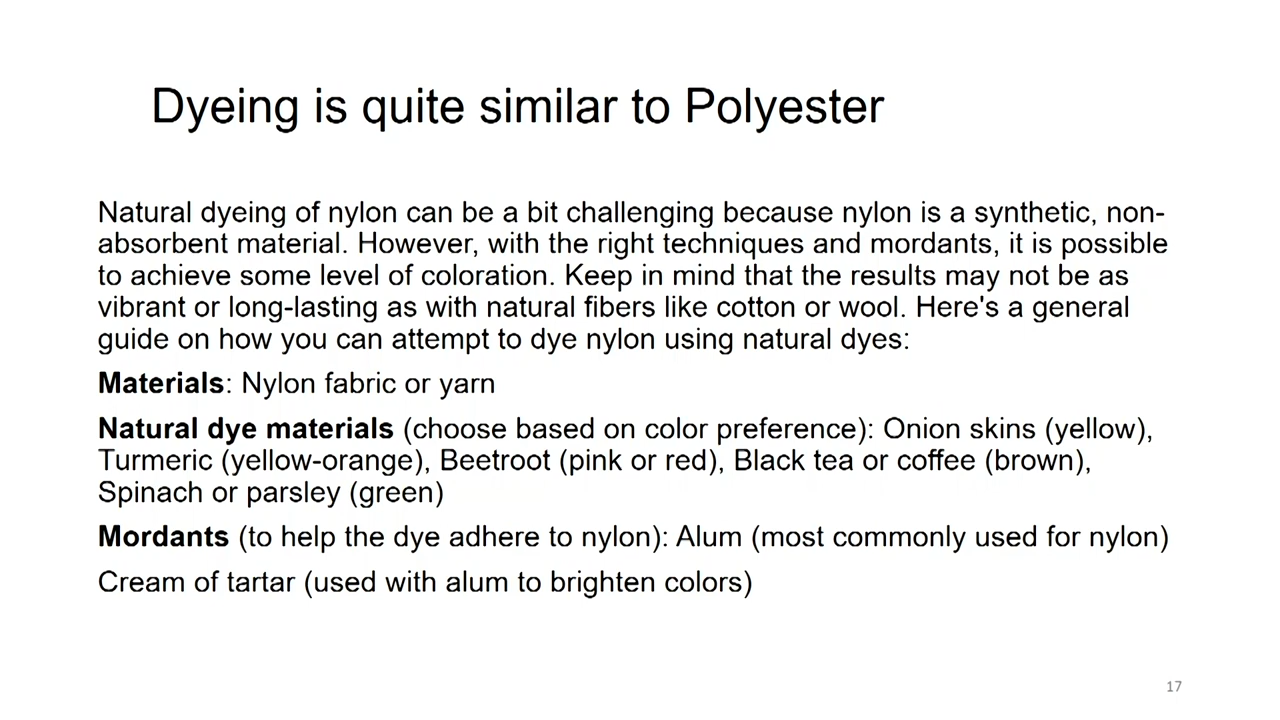 Dyeing is quite similar to Polyester
Natural dyeing of nylon can be a bit challenging because nylon is a synthetic, non-
absorbent material. However, with the right techniques and mordants, it is possible
to achieve some level of coloration. Keep in mind that the results may not be as
vibrant or long-lasting as with natural fibers like cotton or wool. Here's a general
guide on how you can attempt to dye nylon using natural dyes:
Materials: Nylon fabric or yarn
Natural dye materials (choose based on color preference): Onion skins (yellow),
Turmeric (yellow-orange), Beetroot (pink or red), Black tea or coffee (brown),
Spinach or parsley (green)
Mordants (to help the dye adhere to nylon): Alum (most commonly used for nylon)
Cream of tartar (used with alum to brighten colors)
17